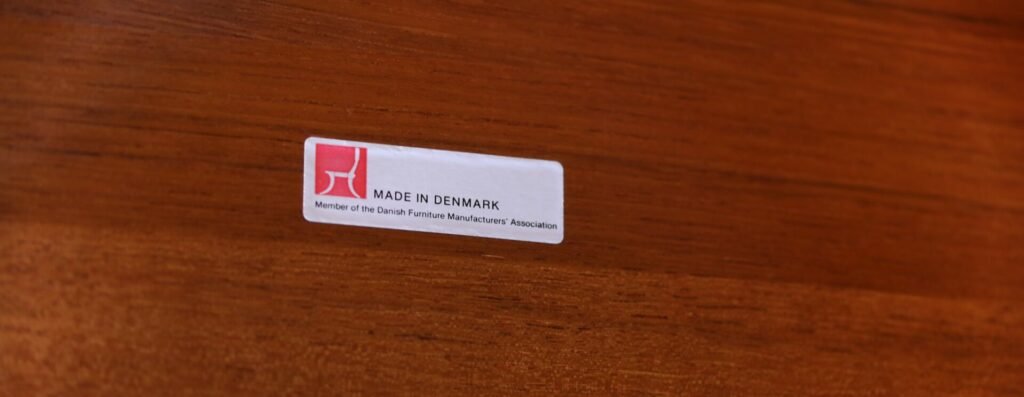 MADE IN DENMARK
Member of the Danish Furniture Manufacturers' Association